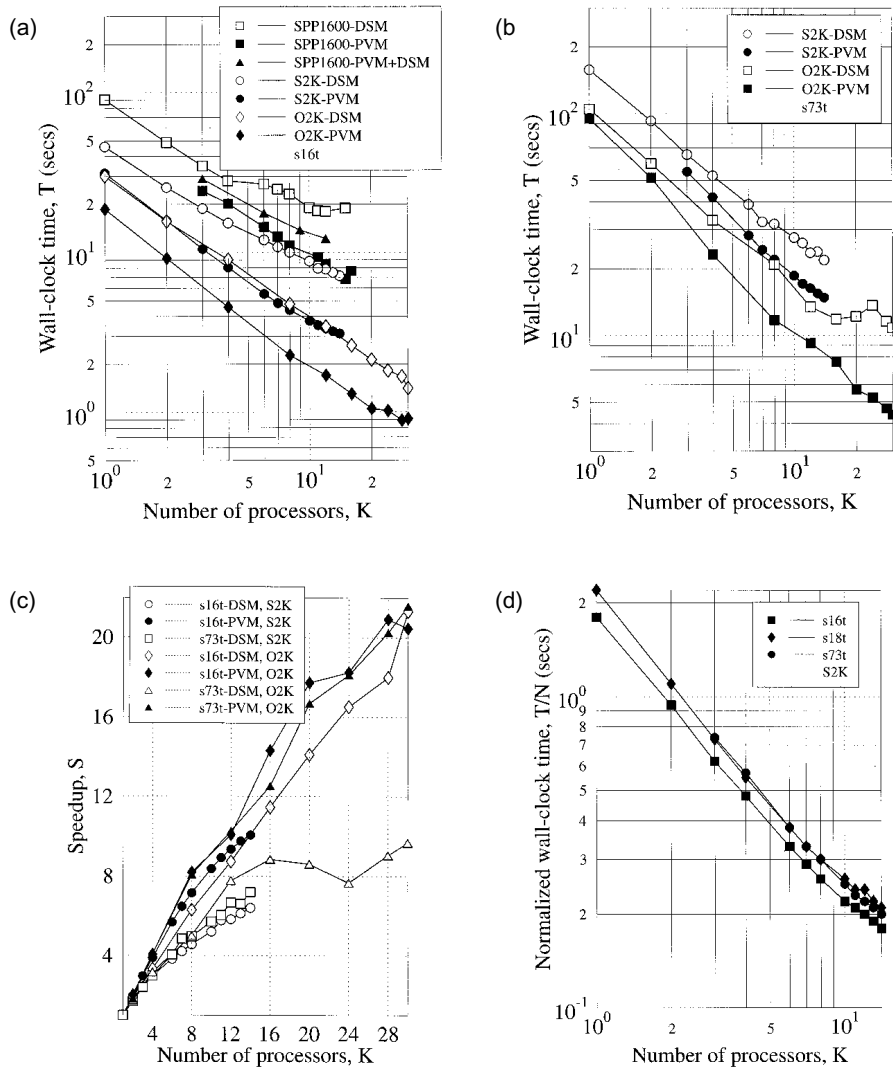 (a)
SPP1600-DSM
SPP1600-PVM
SPP1600-PVM+DSM
S2K-DSM
S2K-PVM
O2K-DSM
O2K-PVM
s16t
Wall-clock time, T (secs)
2
10^2
5
2
10^1
5
2
10^0
5
10^0
2
5
10^1
2
Number of processors, K
(b)
S2K-DSM
S2K-PVM
O2K-DSM
O2K-PVM
s73t
Wall-clock time, T (secs)
2
10^2
5
2
10^1
5
10^0
2
5
10^1
2
Number of processors, K
(c)
s16t-DSM, S2K
s16t-PVM, S2K
s73t-DSM, S2K
s16t-DSM, O2K
s16t-PVM, O2K
s73t-DSM, O2K
s73t-PVM, O2K
Speedup, S
20
16
12
8
4
4 8 12 16 20 24 28
Number of processors, K
(d)
s16t
s18t
s73t
S2K
Normalized wall-clock time, T/N (secs)
2
10^0
9
8
7
6
5
4
3
2
10^-1
10^0
2
5
10^1
Number of processors, K